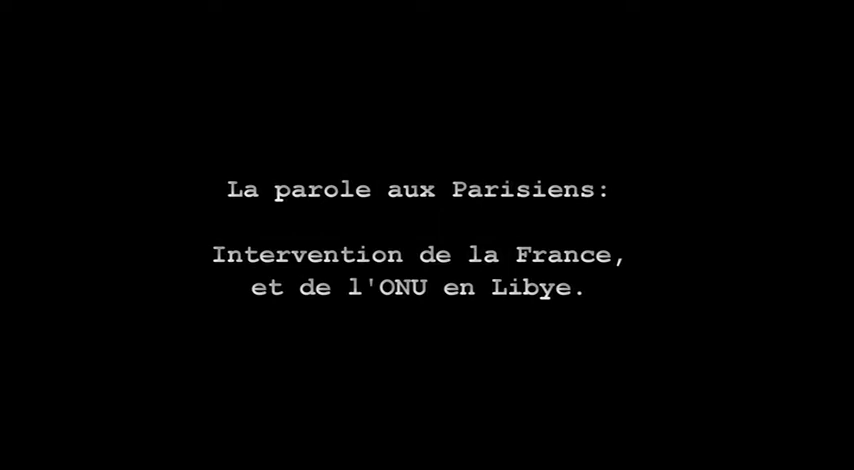 La parole aux Parisiens:
Intervention de la France,
et de l'ONU en Libye.